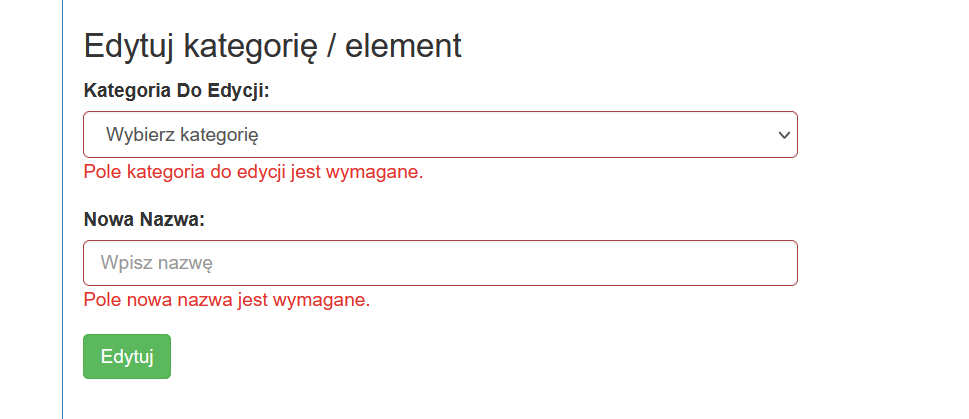 Edytuj kategorię / element
Kategoria Do Edycji:
Wybierz kategorię
Pole kategoria do edycji jest wymagane.
Nowa Nazwa:
Wpisz nazwę
Pole nowa nazwa jest wymagane.
Edytuj